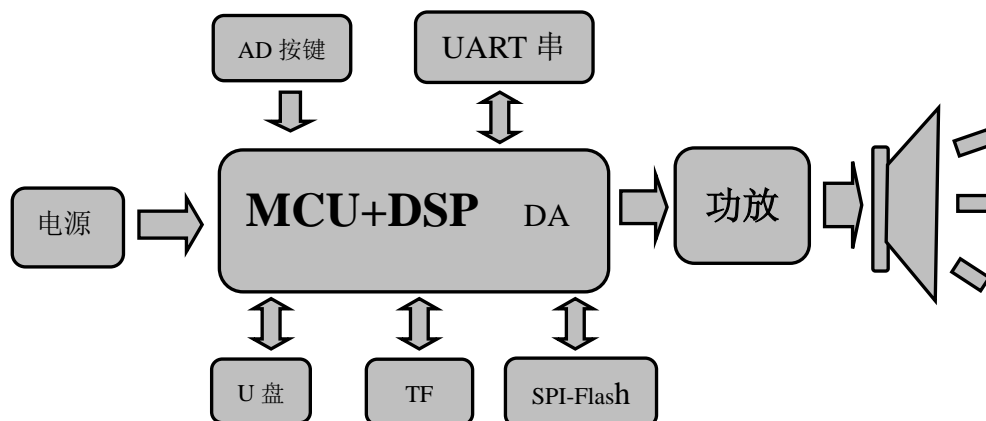 AD 按键
UART 串
电源
MCU+DSP DA
功放
U 盘
TF
SPI-Flash